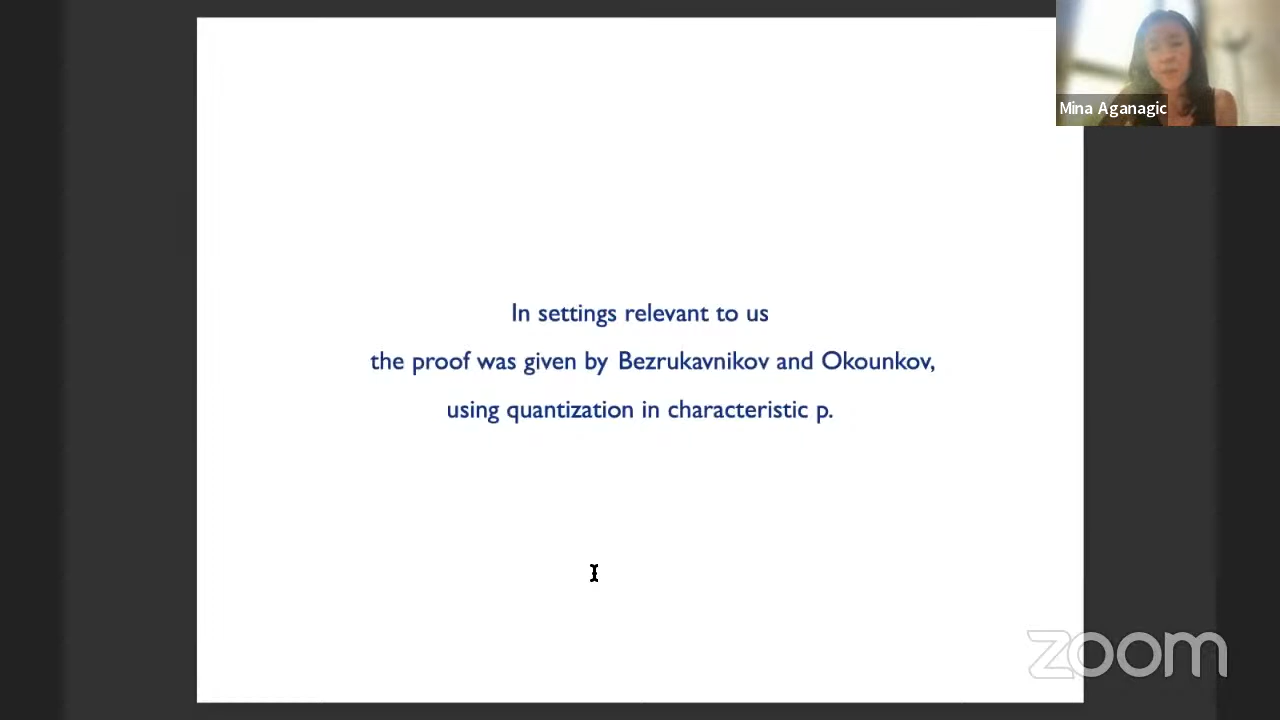 Mina Aganagic
In settings relevant to us
the proof was given by Bezrukavnikov and Okounkov,
using quantization in characteristic p.
zoom